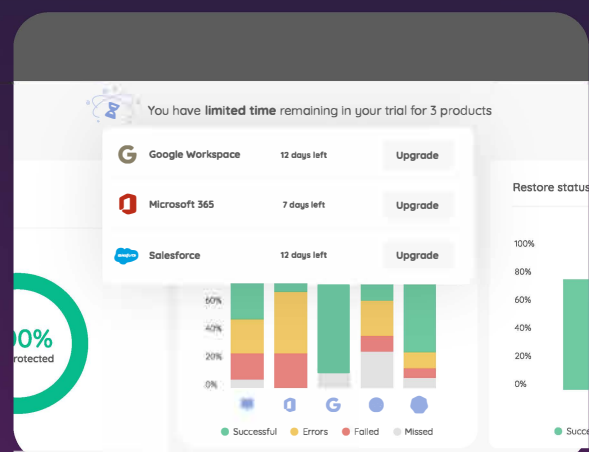 You have limited time remaining in your trial for 3 products
Google Workspace 12 days left Upgrade
Microsoft 365 7 days left Upgrade
Salesforce 12 days left Upgrade
Restore status
100%
80%
60%
40%
20%
0%
60%
40%
20%
0%
00%
rotected
Successful Errors Failed Missed
Succe